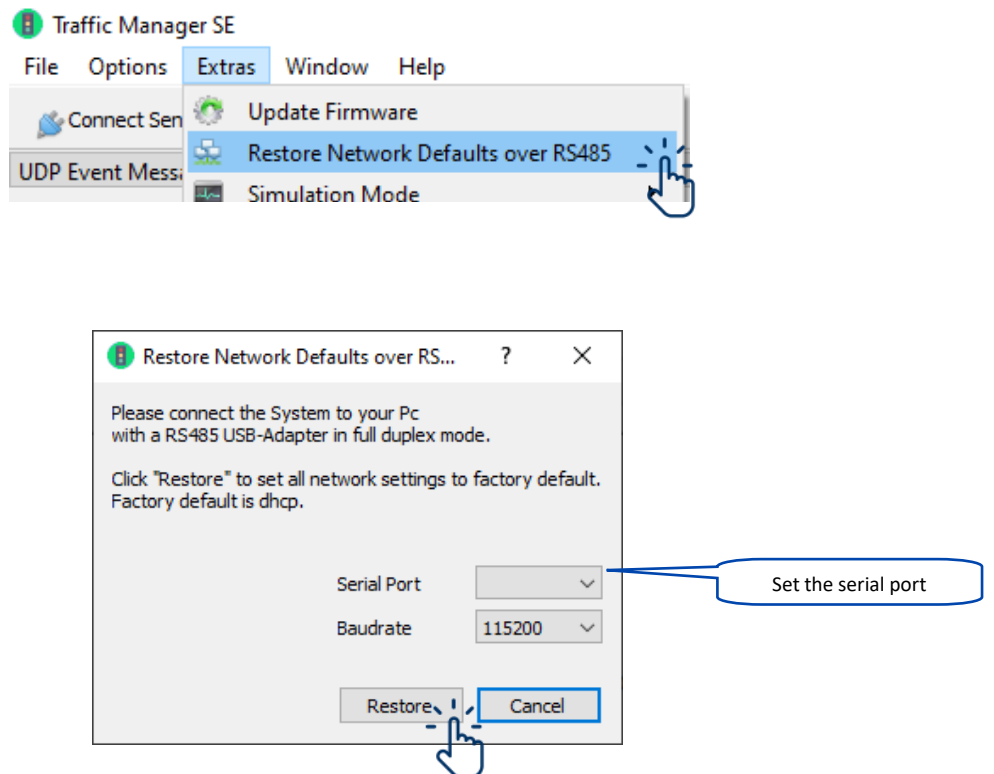 Traffic Manager SE
File Options Extras Window Help
Connect Sen
Update Firmware
Restore Network Defaults over RS485
UDP Event Messa
Simulation Mode
Restore Network Defaults over RS... ? ×
Please connect the System to your Pc
with a RS485 USB-Adapter in full duplex mode.
Click "Restore" to set all network settings to factory default.
Factory default is dhcp.
Serial Port
Set the serial port
Baudrate 115200
Restore Cancel